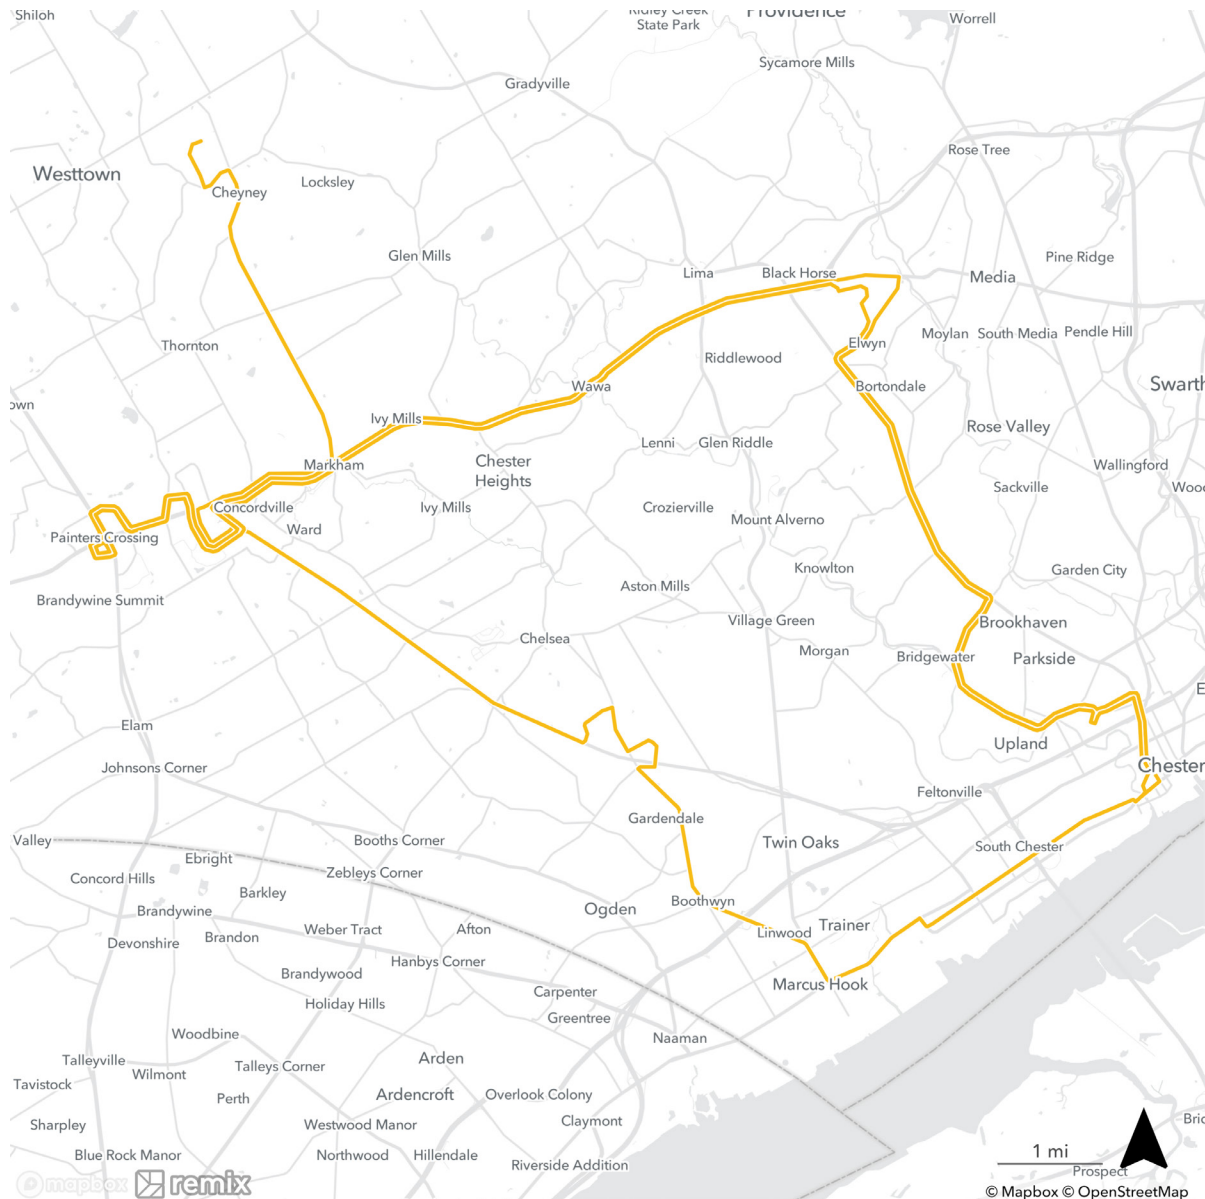 Shiloh
Ridley Creek
State Park
Providence
Worrell
Sycamore Mills
Gradyville
Rose Tree
Westtown
Locksley
Cheyney
Glen Mills
Lima
Black Horse
Media
Pine Ridge
Thornton
Elwyn
Moylan
South Media
Pendle Hill
Riddlewood
Wawa
Bortondale
Swarth
own
Ivy Mills
Rose Valley
Lenni
Glen Riddle
Markham
Chester
Heights
Wallingford
Sackville
Woo
Concordville
Ivy Mills
Crozierville
Mount Alverno
Ward
Painters Crossing
Knowlton
Garden City
Aston Mills
Brandywine Summit
Village Green
Brookhaven
Chelsea
Morgan
Bridgewater
Parkside
E
Elam
Upland
Johnsons Corner
Chester
Feltonville
Gardendale
Valley
Booths Corner
Twin Oaks
South Chester
Ebright
Zebleys Corner
Concord Hills
Barkley
Boothwyn
Brandywine
Ogden
Weber Tract
Afton
Trainer
Linwood
Devonshire
Brandon
Hanbys Corner
Brandywood
Marcus Hook
Carpenter
Holiday Hills
Greentree
Woodbine
Naaman
Talleyville
Arden
Wilmont
Talleys Corner
Tavistock
Perth
Ardencroft
Overlook Colony
Sharpley
Westwood Manor
Claymont
Bric
Blue Rock Manor
Northwood
Hillendale
Riverside Addition
1 mi
Prospect
mapbox
remix
© Mapbox © OpenStreetMap